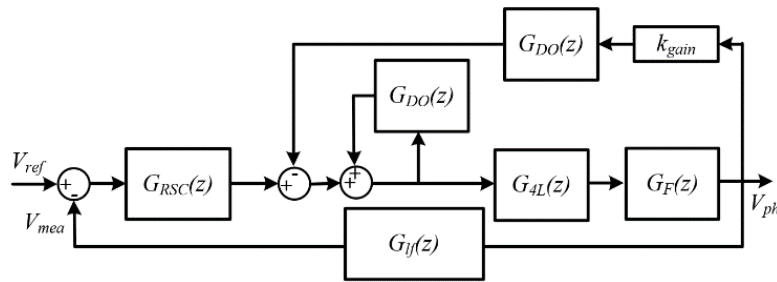 G_DO(z)
k_gain
G_DO(z)
V_ref
+
-
V_mea
G_RSC(z)
+
-
+
+
G_4L(z)
G_F(z)
V_ph
G_lf(z)